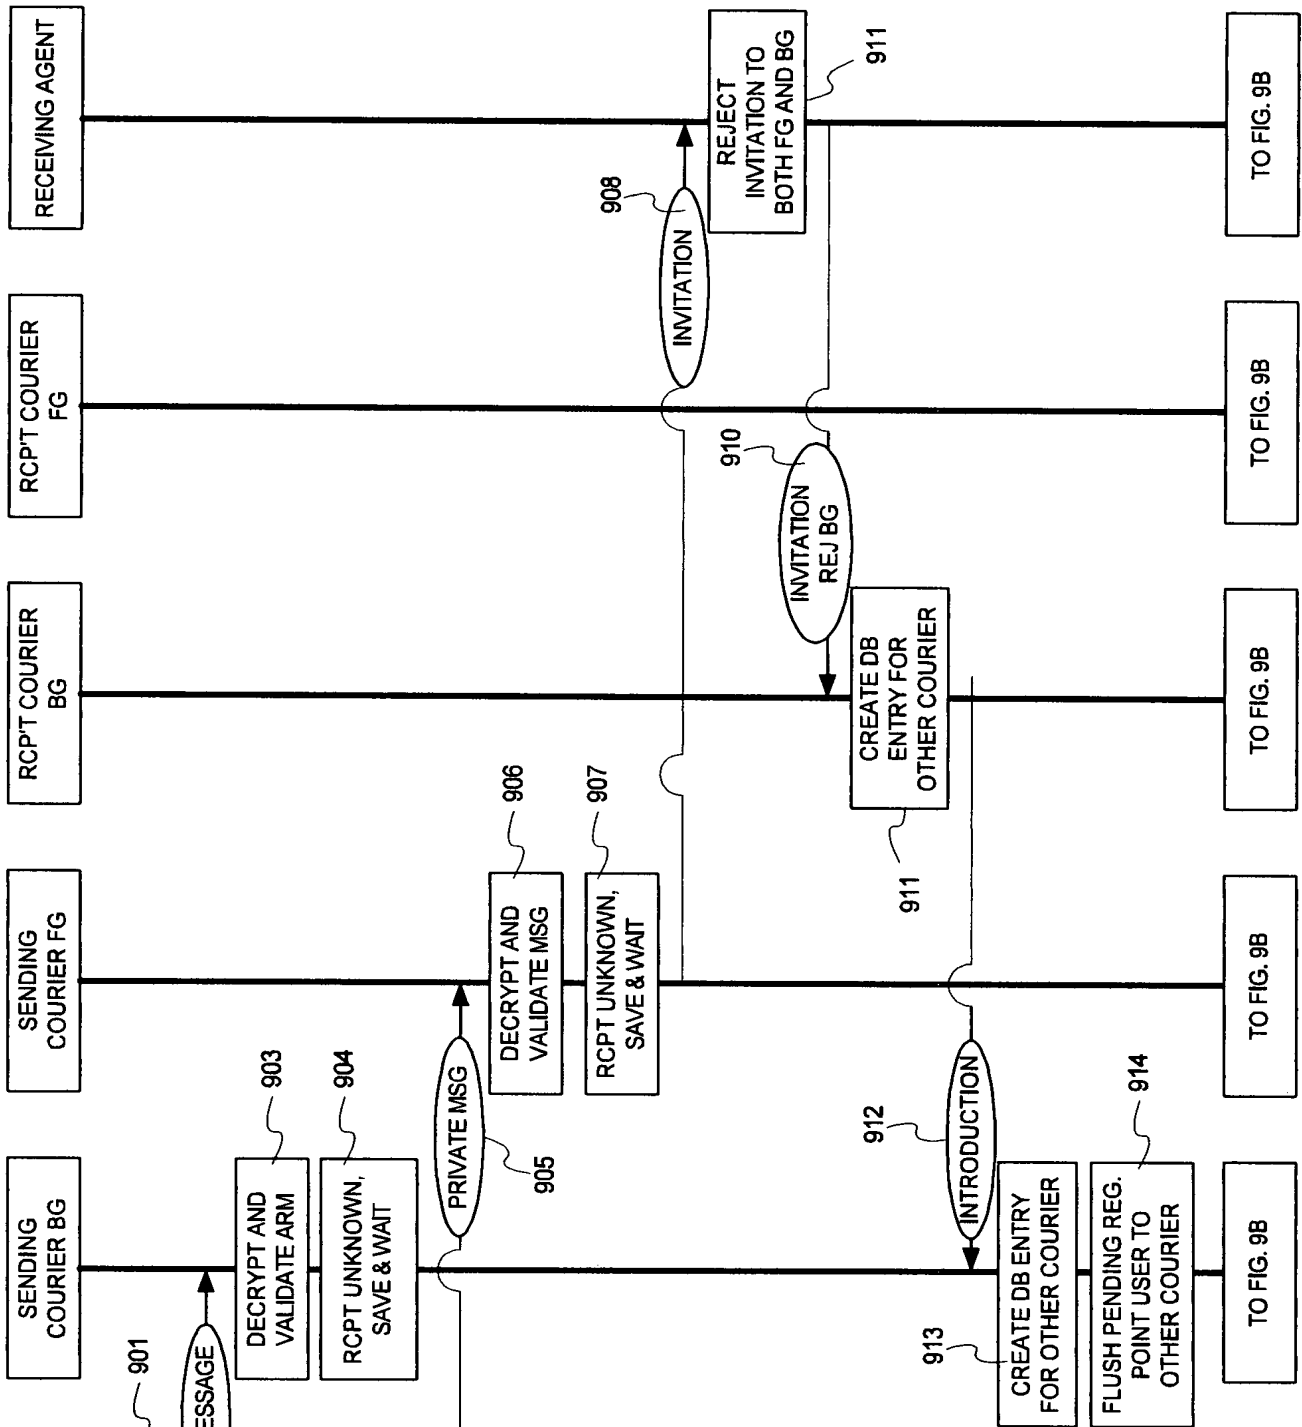 SENDING
COURIER BG
SENDING
COURIER FG
RCP'T COURIER
BG
RCP'T COURIER
FG
RECEIVING AGENT
901
ESSAGE
903
DECRYPT AND
VALIDATE ARM
904
RCPT UNKNOWN,
SAVE & WAIT
PRIVATE MSG
905
906
DECRYPT AND
VALIDATE MSG
907
RCPT UNKNOWN,
SAVE & WAIT
908
INVITATION
REJECT
INVITATION TO
BOTH FG AND BG
911
910
INVITATION
REJ BG
CREATE DB
ENTRY FOR
OTHER COURIER
911
912
INTRODUCTION
913
CREATE DB ENTRY
FOR OTHER COURIER
914
FLUSH PENDING REG.
POINT USER TO
OTHER COURIER
TO FIG. 9B
TO FIG. 9B
TO FIG. 9B
TO FIG. 9B
TO FIG. 9B